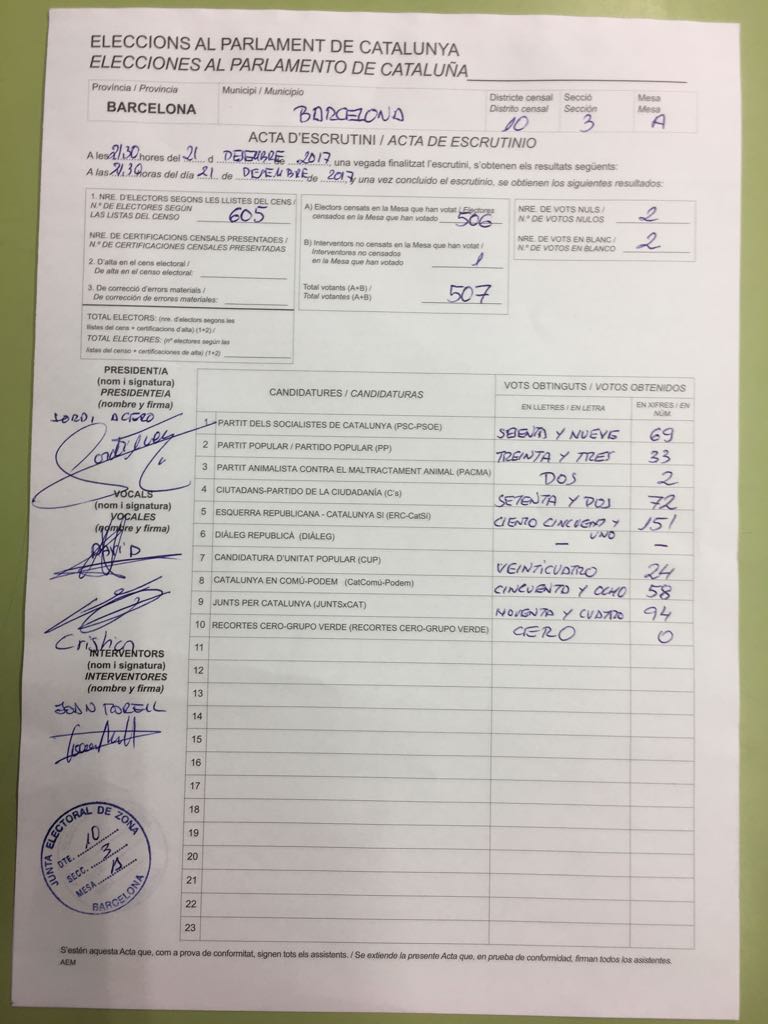 ELECCIONS AL PARLAMENT DE CATALUNYA
ELECCIONES AL PARLAMENTO DE CATALUÑA
Província / Provincia
BARCELONA
Municipi / Municipio
BARCELONA
Districte censal
Distrito censal
10
Secció
Sección
3
Mesa
Mesa
A
ACTA D'ESCRUTINI / ACTA DE ESCRUTINIO
A les 21,30 hores del 21 d DECEMBRE de 2017, una vegada finalitzat l'escrutini, s'obtenen els resultats següents:
A las 21,30 horas del día 21 de DECEMBRE de 2017 y una vez concluido el escrutinio, se obtienen los siguientes resultados:
1. NRE. D'ELECTORS SEGONS LES LLISTES DEL CENS /
N.º DE ELECTORES SEGÚN
LAS LISTAS DEL CENSO 605
NRE. DE CERTIFICACIONS CENSALS PRESENTADES /
N.º DE CERTIFICACIONES CENSALES PRESENTADAS
2. D'alta en el cens electoral /
De alta en el censo electoral:
3. De correcció d'errors materials /
De corrección de errores materiales:
TOTAL ELECTORS: (nre. d'electors segons les
llistes del cens + certificacions d'alta) (1+2) /
TOTAL ELECTORES: (nº electores según las
listas del censo + certificaciones de alta) (1+2)
A) Electors censats en la Mesa que han votat / Electores
censados en la Mesa que han votado 506
B) Interventors no censats en la Mesa que han votat /
Interventores no censados
en la Mesa que han votado 1
Total votants (A+B) /
Total votantes (A+B) 507
NRE. DE VOTS NULS /
N.º DE VOTOS NULOS 2
NRE. DE VOTS EN BLANC /
N.º DE VOTOS EN BLANCO 2
PRESIDENT/A
(nom i signatura)
PRESIDENTE/A
(nombre y firma)
JORDI ACERO
VOCALS
(nom i signatura)
VOCALES
(nombre y firma)
DAVID
INTERVENTORS
(nom i signatura)
INTERVENTORES
(nombre y firma)
JOAN TORELL
CANDIDATURES / CANDIDATURAS
VOTS OBTINGUTS / VOTOS OBTENIDOS
EN LLETRES / EN LETRA
EN XIFRES / EN NÚM.
1 PARTIT DELS SOCIALISTES DE CATALUNYA (PSC-PSOE) SESENTA Y NUEVE 69
2 PARTIT POPULAR / PARTIDO POPULAR (PP) TREINTA Y TRES 33
3 PARTIT ANIMALISTA CONTRA EL MALTRACTAMENT ANIMAL (PACMA) DOS 2
4 CIUTADANS-PARTIDO DE LA CIUDADANÍA (C's) SETENTA Y DOS 72
5 ESQUERRA REPUBLICANA - CATALUNYA SI (ERC-CatSí) CIENTO CINCUENTA Y UNO 151
6 DIÀLEG REPUBLICÀ (DIÀLEG) – –
7 CANDIDATURA D'UNITAT POPULAR (CUP) VEINTICUATRO 24
8 CATALUNYA EN COMÚ-PODEM (CatComú-Podem) CINCUENTA Y OCHO 58
9 JUNTS PER CATALUNYA (JUNTSxCAT) NOVENTA Y CUATRO 94
10 RECORTES CERO-GRUPO VERDE (RECORTES CERO-GRUPO VERDE) CERO 0
11
12
13
14
15
16
17
18
19
20
21
22
23
JUNTA ELECTORAL DE ZONA
DTE. 10
SECC. 3
MESA A
BARCELONA
S'estén aquesta Acta que, com a prova de conformitat, signen tots els assistents. / Se extiende la presente Acta que, en prueba de conformidad, firman todos los asistentes.
AEM